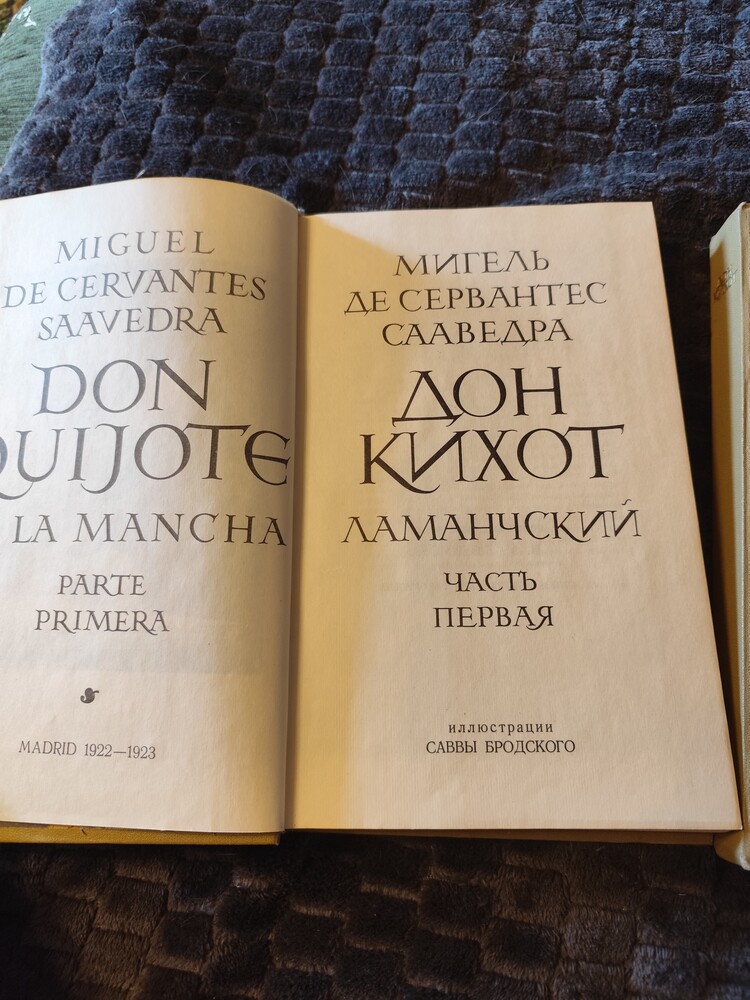 MIGUEL
DE CERVANTES
SAAVEDRA
DON
QUIJOTE
LA MANCHA
PARTE
PRIMERA
MADRID 1922—1923
МИГЕЛЬ
ДЕ СЕРВАНТЕС
СААВЕДРА
ДОН
КИХОТ
ЛАМАНЧСКИЙ
ЧАСТЬ
ПЕРВАЯ
иллюстрации
САВВЫ БРОДСКОГО